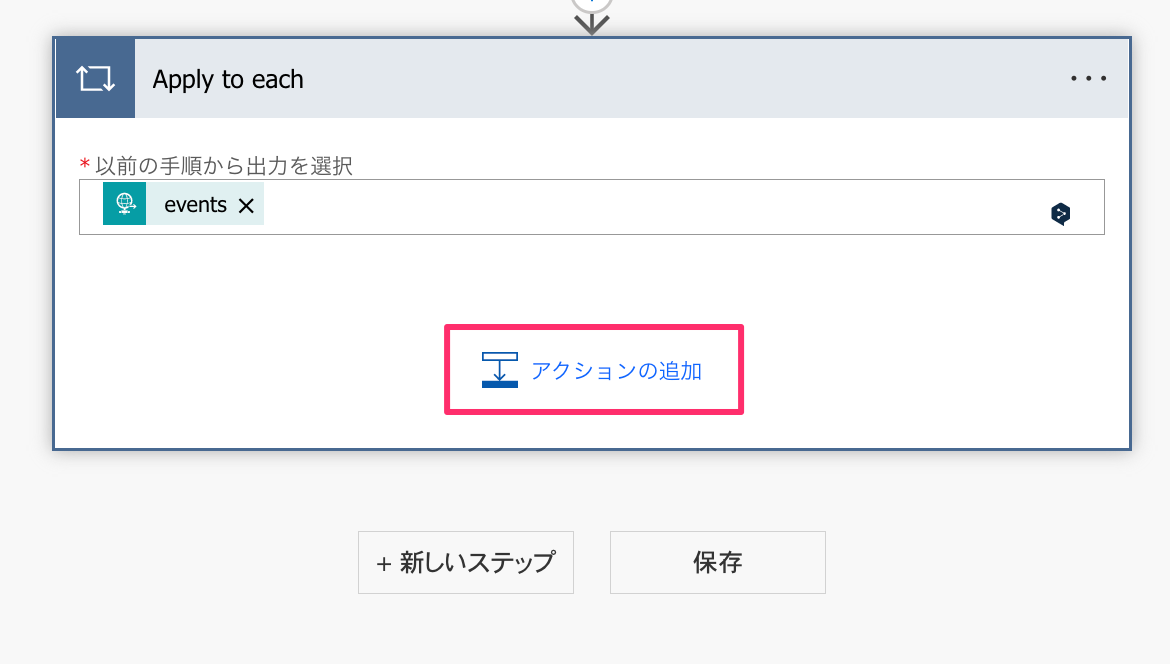 Apply to each
* 以前の手順から出力を選択
events
アクションの追加
+ 新しいステップ
保存